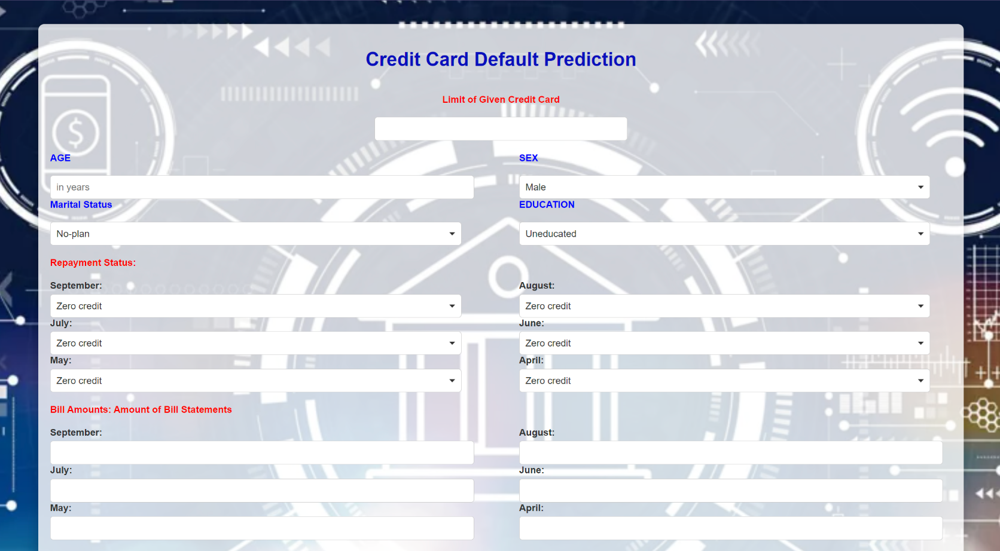 Credit Card Default Prediction
Limit of Given Credit Card
AGE
SEX
in years
Male
Marital Status
EDUCATION
No-plan
Uneducated
Repayment Status:
September:
August:
Zero credit
Zero credit
July:
June:
Zero credit
Zero credit
May:
April:
Zero credit
Zero credit
Bill Amounts: Amount of Bill Statements
September:
August:
July:
June:
May:
April: